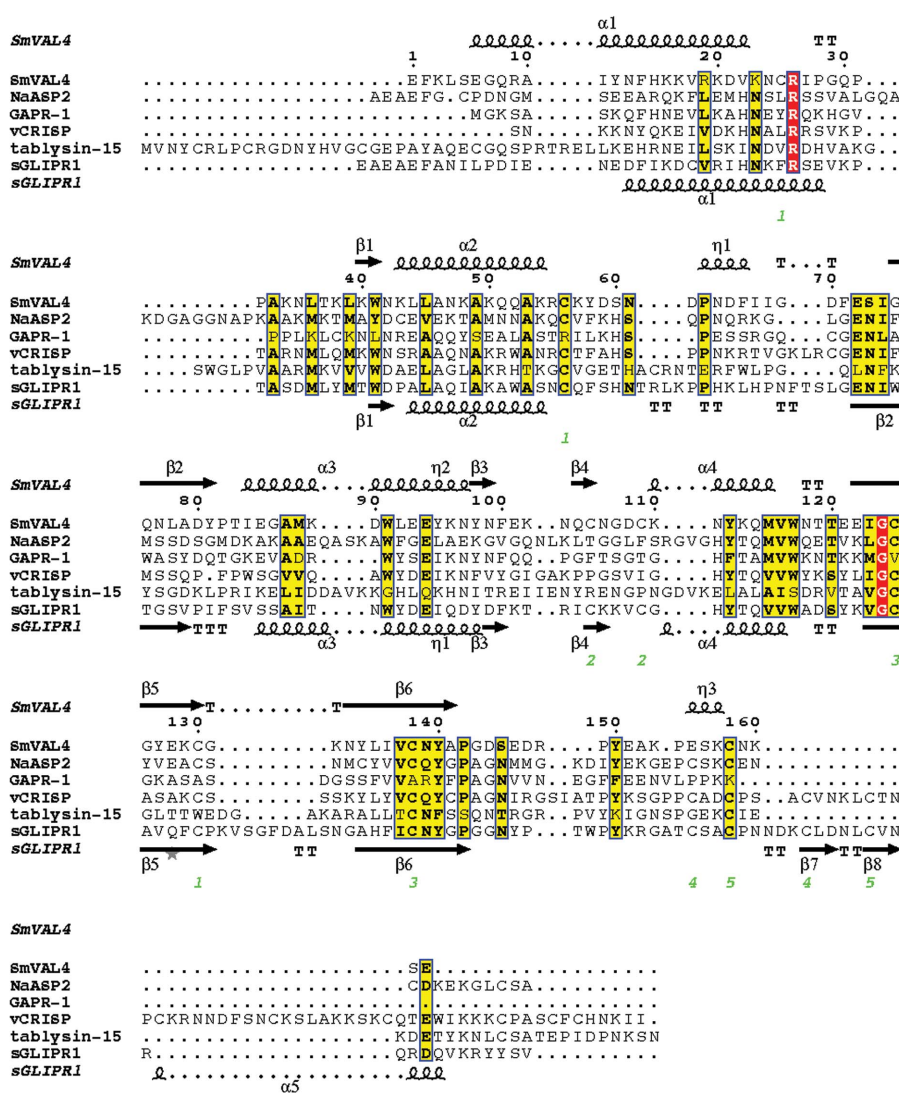 α1
SmVAL4 TT
1 10 20 30
SmVAL4 ..................... EFKLSEGQRA.....IYNFHKKVRKDVKNCRIPGQP...
NaASP2 ..................AEAEFG.CPDNGM.....SEEARQKFLEMHNSLRSSVALGQA
GAPR-1 ..........................MGKSA.....SKQFHNEVLKAHNEYRQKHGV...
vCRISP .............................SN.....KKNYQKEIVDKHNALRRSVKP...
tablysin-15 MVNYCRLPCRGDNYHVGCGEPAYAQECGQSPRTRELLKEHRNEILSKINDVRDHVAKG..
sGLIPR1 .................EAEAEFANILPDIE.....NEDFIKDCVRIHNKFRSEVKP...
sGLIPR1
α1
1
β1 α2 η1
SmVAL4 T...T
40 50 60 70
SmVAL4 .........PAKNLTKLKWNKLLANKAKQQAKRCKYDSN....DPNDFIIG...DFESIG
NaASP2 KDGAGGNAPKAAKMKTMAYDCEVEKTAMNNAKQCVFKHS....QPNQRKG....LGENIF
GAPR-1 .........PPLKLCKNLNREAQQYSEALASTRILKHS.....PESSRGQ....CGENLA
vCRISP .........TARNMLQMKWNSNAAQNAKRWANRCTFAHS....PPNKRTVGKLRCGENIF
tablysin-15 ....SWGLPVAARMKVVVWDAELAGLAKRHTKGCVGETHACRNTERFWLPG....QLNFK
sGLIPR1 .........TASDMLYMTWDPALAQIAKAWASNCQFSHNTRLKPPHKLHPNFTSLGENIW
sGLIPR1 TT TT TT
β1 α2 β2
1
β2 α3 η2 β3 β4 α4
SmVAL4 TT
80 90 100 110 120
SmVAL4 QNLADYPTIEGAMK....DWLEEYKNYNFEK..NQCNGDCK.....NYKQMVWNTTEEIGC
NaASP2 MSSDSGMDKAKAAEQASKAWFGELAEKGVGQNLKLTGGLFSRGVGHYTQMVWQETVKLGC
GAPR-1 WASYDQTGKEVADR....WYSEIKNYNFQQ..PGFTSGTG.....HFTAMVWKNTKKMGV
vCRISP MSSQP.FPWSGVVQ....AWYDEIKNFVYGIGAKPPGSVIG....HYTQVVWYKSYLIGC
tablysin-15 YSGDKLPRIKELIDDAVKKGHLQKHNITREIIENYRENGPNGDVKELALAISDRVTAVGC
sGLIPR1 TGSVPIFSVSSAIT....NWYDEIQDYDFKT..RICKKVCG....HYTQVVWADSYKVGC
sGLIPR1 TTT TT
α3 η1 β3 β4 α4
2 2 3
β5 β6 η3
SmVAL4 T.........T
130 140 150 160
SmVAL4 GYEKCG.........KNYLIVCNYAPGDSEDR...PYEAK.PESKCNK............
NaASP2 YVEACS.........NMCYVVCQYGPAGNMMG..KDIYEKGEPCSKCEN...........
GAPR-1 GKASAS........DGSSFVVARYFPAGNVVN..EGFFEENVLPPKK.............
vCRISP ASAKCS.........SSKYLYVCQYCPAGNIRGSIATPYKSGPPCADCPS..ACVNKLCTN
tablysin-15 GLTTWEDG......AKARALLTCNFSSQNTRGR..PVYKIGNSPGEKCIE..........
sGLIPR1 AVQFCPKVSGFDALSNGAHFICNYGPGGNYP...TWPYKRGATCSACPNNDKCLDNLCVN
sGLIPR1 TT TT TT
β5 β6 β7 β8
1 3 4 5 4 5
SmVAL4
SmVAL4 .....................SE..................
NaASP2 .....................CDKEKGLCSA..........
GAPR-1 .........................................
vCRISP PCKRNNDFSNCKSLAKKSKCQTEWIKKKCPASCFCHNKII.
tablysin-15 ....................KDETYKNLCSATEPIDPNKSN
sGLIPR1 R...................QRDQVKRYYSV..........
sGLIPR1
α5